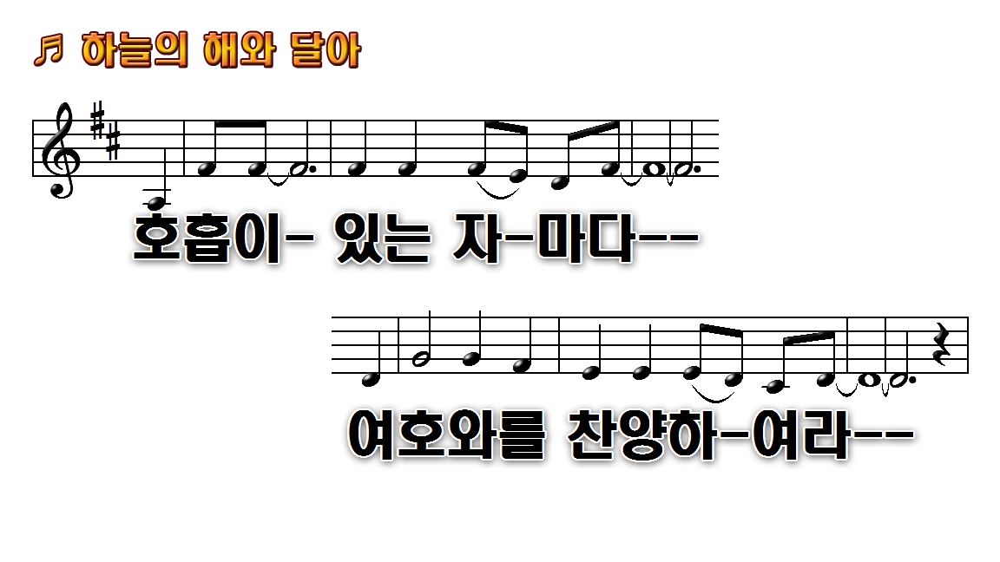 ♬ 하늘의 해와 달아
호흡이- 있는 자-마다--
여호와를 찬양하-여라--